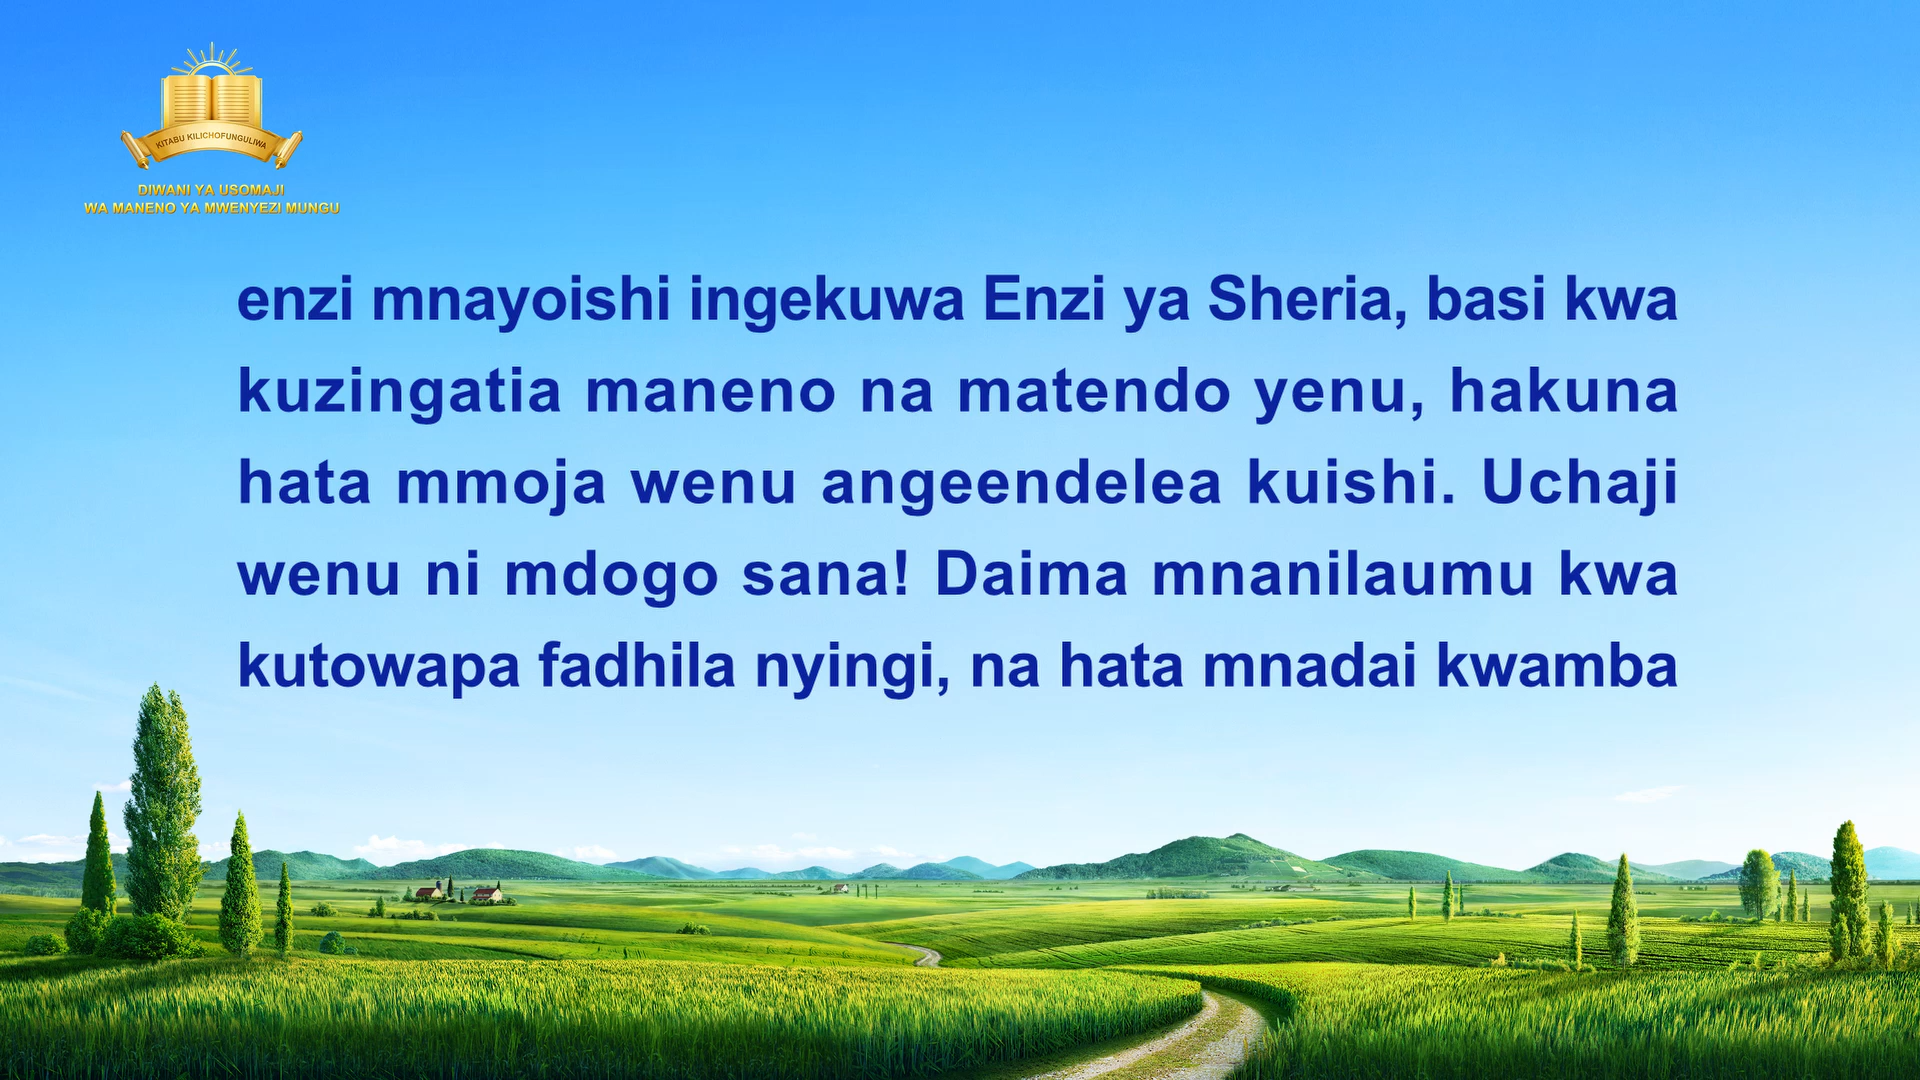 KITABU KILICHOFUNGULIWA
DIWANI YA USOMAJI
WA MANENO YA MWENYEZI MUNGU
enzi mnayoishi ingekuwa Enzi ya Sheria, basi kwa
kuzingatia maneno na matendo yenu, hakuna
hata mmoja wenu angeendelea kuishi. Uchaji
wenu ni mdogo sana! Daima mnanilaumu kwa
kutowapa fadhila nyingi, na hata mnadai kwamba